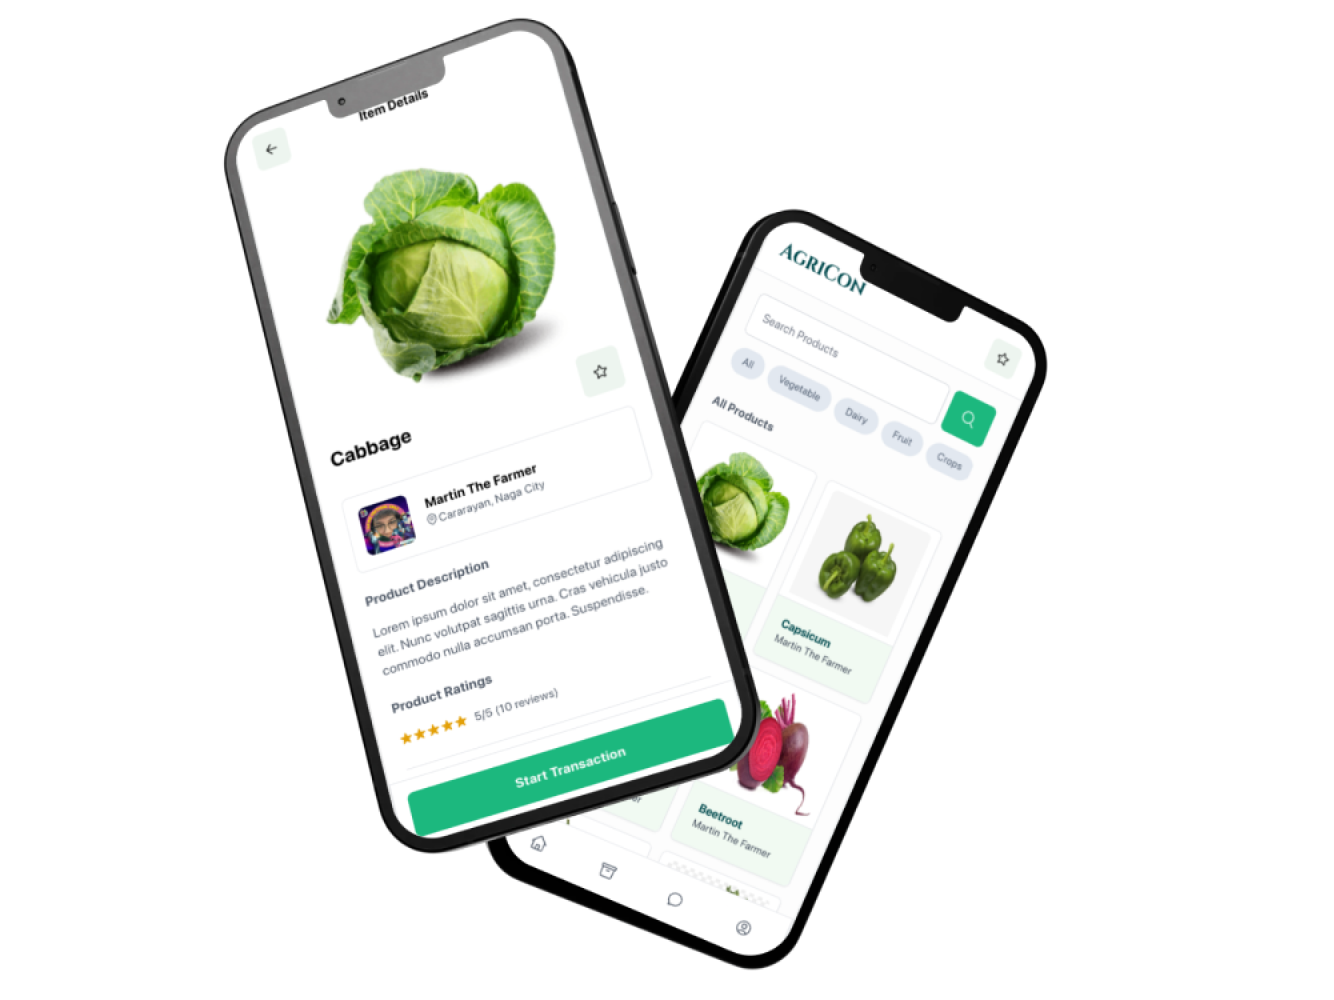 Item Details
Cabbage
Martin The Farmer
Cararayan, Naga City
Product Description
Lorem ipsum dolor sit amet, consectetur adipiscing
elit. Nunc volutpat sagittis urna. Cras vehicula justo
commodo nulla accumsan porta. Suspendisse.
Product Ratings
5/5 (10 reviews)
Start Transaction
AGRICON
Search Products
All
Vegetable
Dairy
Fruit
Crops
All Products
Capsicum
Martin The Farmer
Beetroot
Martin The Farmer